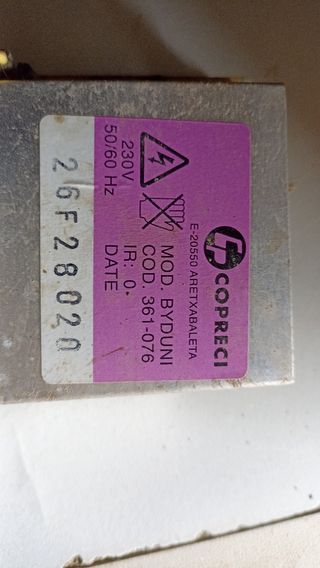 COPRECI
E-20550 ARETXABALETA
MOD. BYDUNI
COD. 361-076
IR: 0.
DATE
230V.
50/60 Hz
26F28020